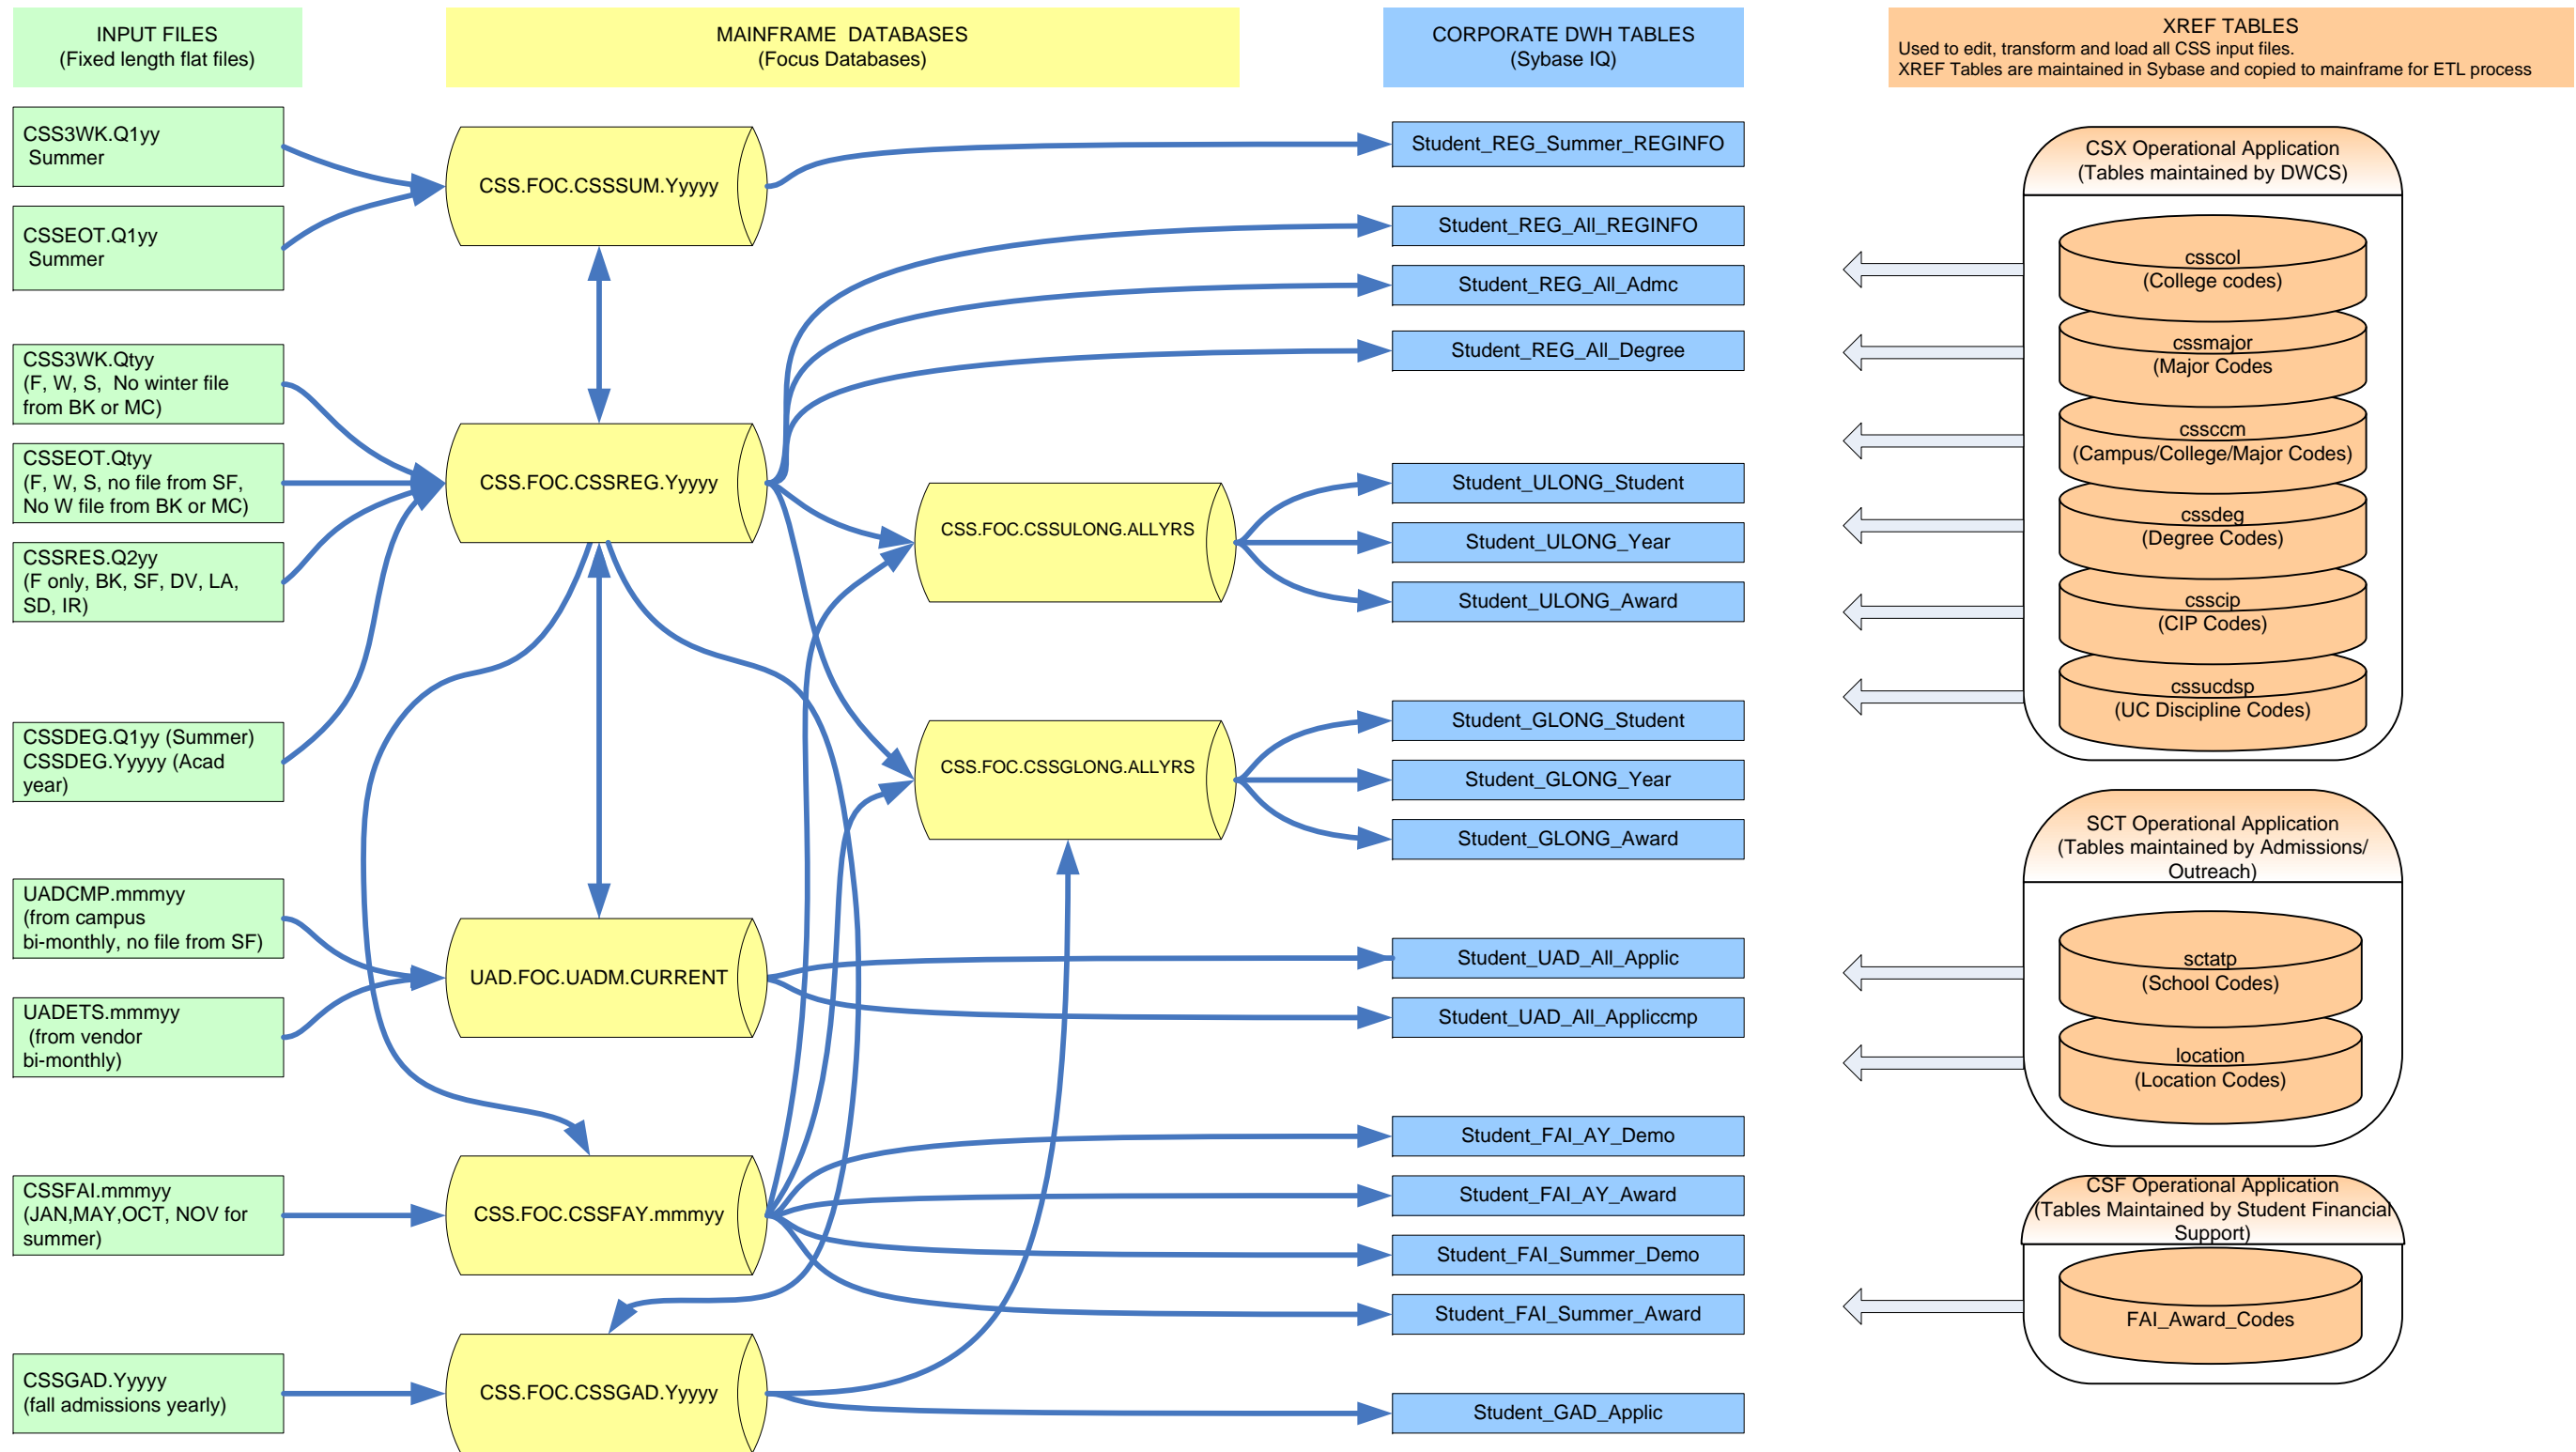 INPUT FILES
(Fixed length flat files)
MAINFRAME DATABASES
(Focus Databases)
CORPORATE DWH TABLES
(Sybase IQ)
XREF TABLES
Used to edit, transform and load all CSS input files.
XREF Tables are maintained in Sybase and copied to mainframe for ETL process
CSS3WK.Q1yy
Summer
CSSEOT.Q1yy
Summer
CSS3WK.Qtyy
(F, W, S, No winter file
from BK or MC)
CSSEOT.Qtyy
(F, W, S, no file from SF,
No W file from BK or MC)
CSSRES.Q2yy
(F only, BK, SF, DV, LA,
SD, IR)
CSSDEG.Q1yy (Summer)
CSSDEG.Yyyyy (Acad
year)
UADCMP.mmmyy
(from campus
bi-monthly, no file from SF)
UADETS.mmmyy
(from vendor
bi-monthly)
CSSFAI.mmmyy
(JAN,MAY,OCT, NOV for
summer)
CSSGAD.Yyyyy
(fall admissions yearly)
CSS.FOC.CSSSUM.Yyyyy
CSS.FOC.CSSREG.Yyyyy
UAD.FOC.UADM.CURRENT
CSS.FOC.CSSFAY.mmmyy
CSS.FOC.CSSGAD.Yyyyy
CSS.FOC.CSSULONG.ALLYRS
CSS.FOC.CSSGLONG.ALLYRS
Student_REG_Summer_REGINFO
Student_REG_All_REGINFO
Student_REG_All_Admc
Student_REG_All_Degree
Student_ULONG_Student
Student_ULONG_Year
Student_ULONG_Award
Student_GLONG_Student
Student_GLONG_Year
Student_GLONG_Award
Student_UAD_All_Applic
Student_UAD_All_Appliccmp
Student_FAI_AY_Demo
Student_FAI_AY_Award
Student_FAI_Summer_Demo
Student_FAI_Summer_Award
Student_GAD_Applic
CSX Operational Application
(Tables maintained by DWCS)
csscol
(College codes)
cssmajor
(Major Codes
cssccm
(Campus/College/Major Codes)
cssdeg
(Degree Codes)
csscip
(CIP Codes)
cssucdsp
(UC Discipline Codes)
SCT Operational Application
(Tables maintained by Admissions/
Outreach)
sctatp
(School Codes)
location
(Location Codes)
CSF Operational Application
(Tables Maintained by Student Financial
Support)
FAI_Award_Codes